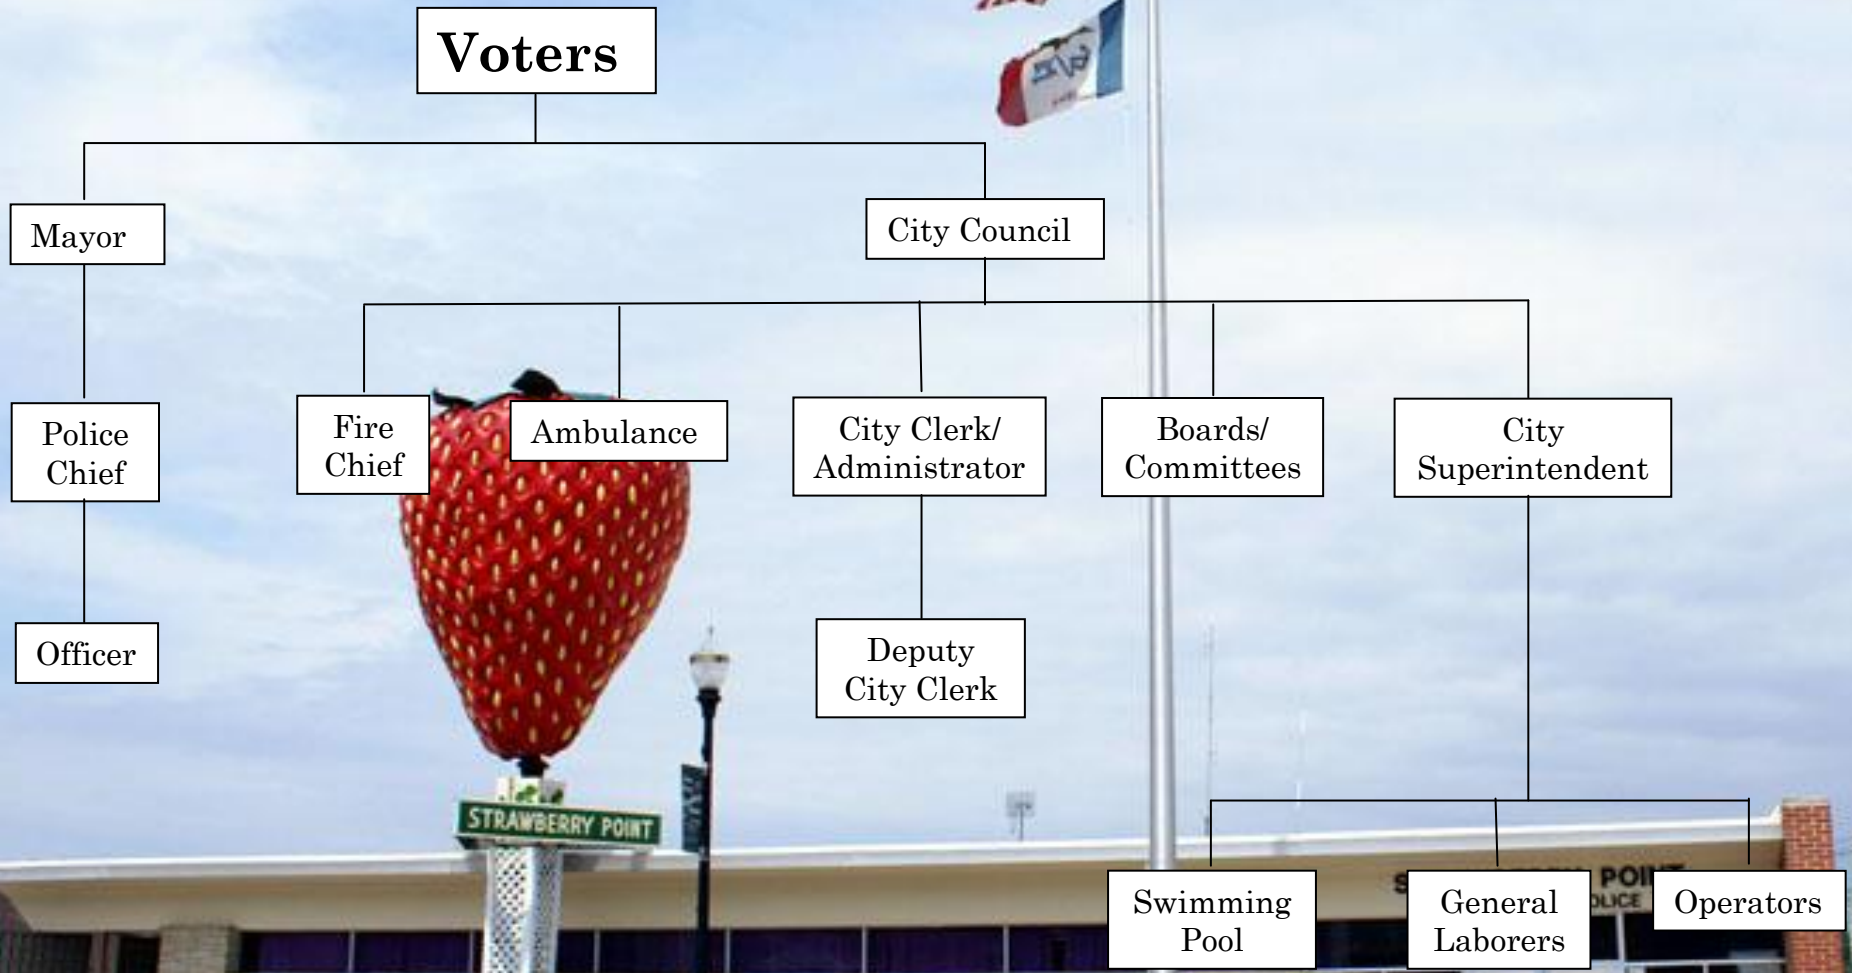 Voters
Mayor
City Council
Police
Chief
Fire
Chief
Ambulance
City Clerk/
Administrator
Boards/
Committees
City
Superintendent
Officer
Deputy
City Clerk
STRAWBERRY POINT
POINT
Swimming
Pool
General
Laborers
Operators